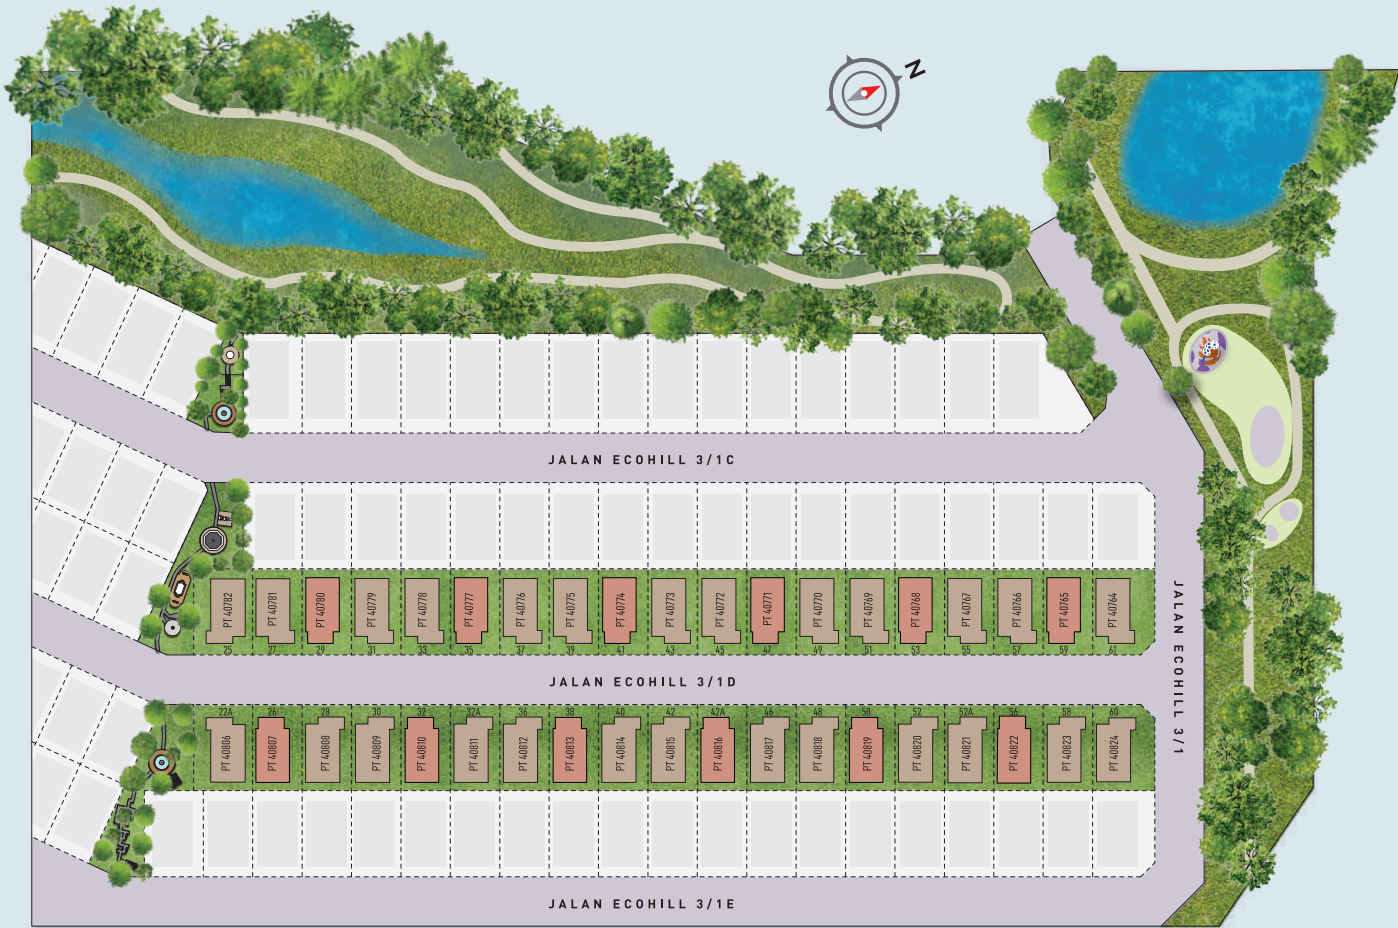 N
JALAN ECOHILL 3/1C
PT 40782
PT 40781
PT 40780
PT 40779
PT 40778
PT 40777
PT 40776
PT 40775
PT 40774
PT 40773
PT 40772
PT 40771
PT 40770
PT 40769
PT 40768
PT 40767
PT 40766
PT 40765
PT 40764
25 27 29 31 33 35 37 39 41 43 45 47 49 51 53 55 57 59 61
JALAN ECOHILL 3/1D
JALAN ECOHILL 3/1
22A 26 28 30 32 32A 36 38 40 42 42A 46 48 50 52 52A 56 58 60
PT 40806
PT 40807
PT 40808
PT 40809
PT 40810
PT 40811
PT 40812
PT 40813
PT 40814
PT 40815
PT 40816
PT 40817
PT 40818
PT 40819
PT 40820
PT 40821
PT 40822
PT 40823
PT 40824
JALAN ECOHILL 3/1E